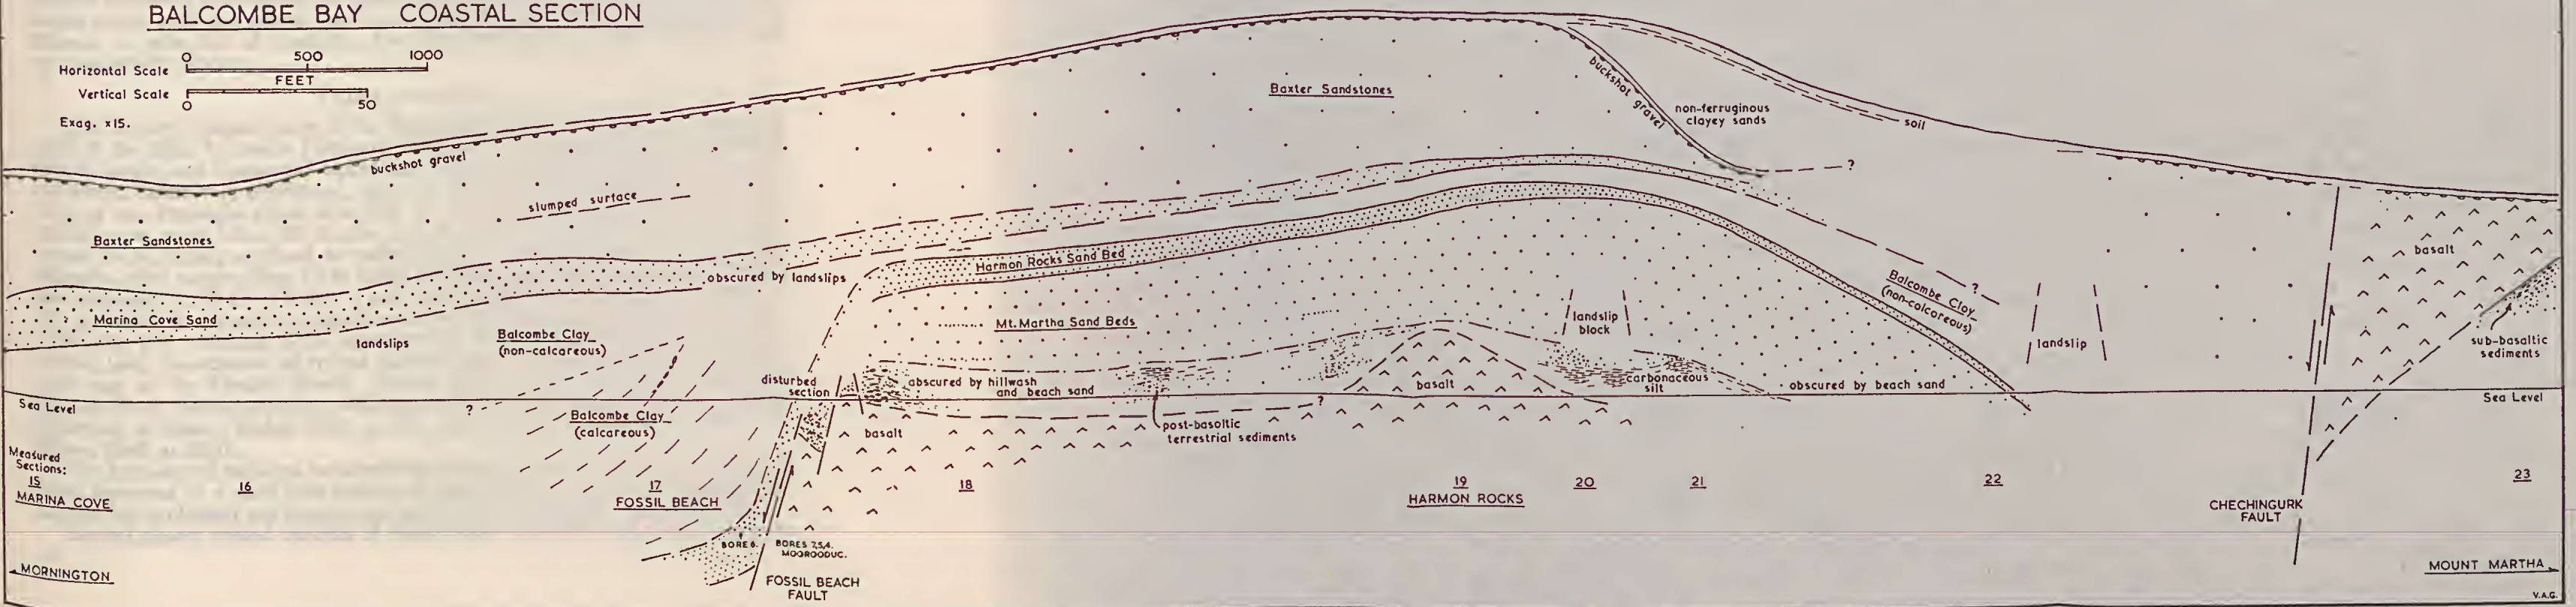 BALCOMBE BAY COASTAL SECTION
0 500 1000
Horizontal Scale
FEET
Vertical Scale
0 50
Exag. x15.
buckshot gravel
slumped surface
Baxter Sandstones
Baxter Sandstones
buckshot gravel
non-ferruginous
clayey sands
soil
Marina Cove Sand
landslips
obscured by landslips
Harmon Rocks Sand Bed
Balcombe Clay
(non-calcareous)
Mt. Martha Sand Beds
landslip
block
Balcombe Clay
(non-calcareous)
?
?
landslip
basalt
sub-basaltic
sediments
disturbed
section
abscured by hillwash
and beach sand
basalt
carbonaceous
silt
obscured by beach sand
Sea Level
Sea Level
?
Balcombe Clay
(calcareous)
basalt
?
post-basaltic
terrestrial sediments
Measured
Sections:
15
MARINA COVE
16
17
FOSSIL BEACH
18
19
HARMON ROCKS
20
21
22
23
CHECHINGURK
FAULT
BORE 6.
BORES 7,5,4.
MOOROODUC.
FOSSIL BEACH
FAULT
MORNINGTON
MOUNT MARTHA
V.A.G.